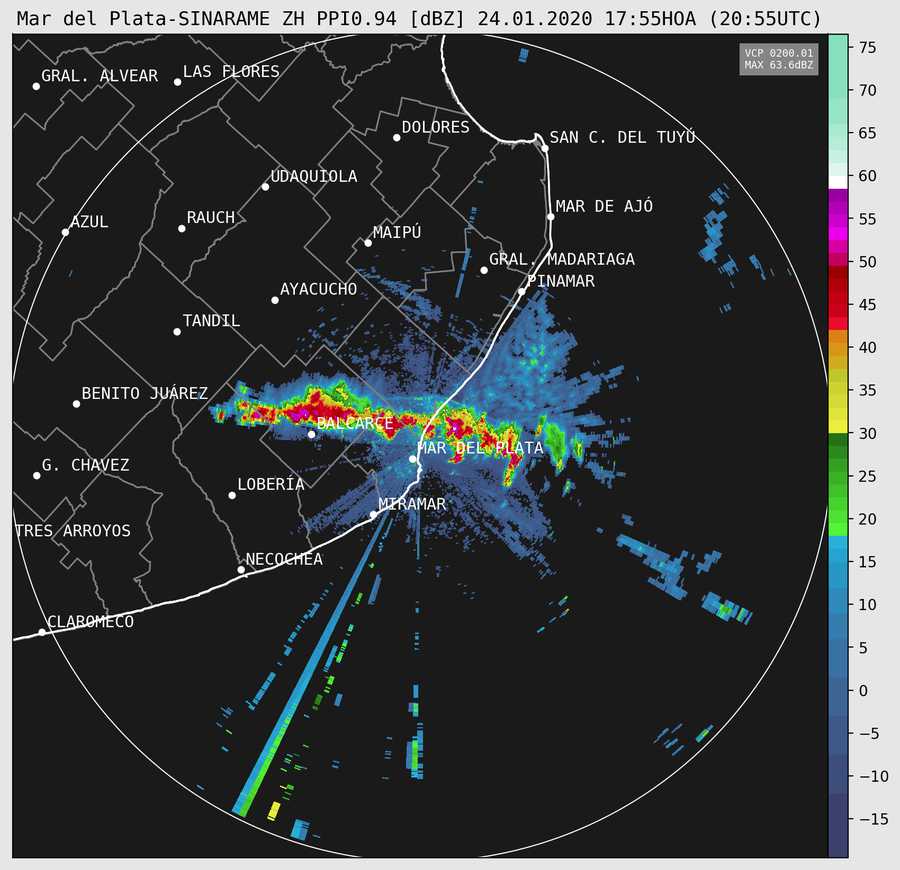 Mar del Plata-SINARAME ZH PPI0.94 [dBZ] 24.01.2020 17:55HOA (20:55UTC)
VCP 0200.01
MAX 63.6dBZ
GRAL. ALVEAR
LAS FLORES
DOLORES
SAN C. DEL TUYÚ
UDAQUIOLA
MAR DE AJÓ
AZUL
RAUCH
MAIPÚ
GRAL. MADARIAGA
PINAMAR
AYACUCHO
TANDIL
BENITO JUÁREZ
BALCARCE
MAR DEL PLATA
G. CHAVEZ
LOBERÍA
MIRAMAR
TRES ARROYOS
NECOCHEA
CLAROMECO
75
70
65
60
55
50
45
40
35
30
25
20
15
10
5
0
−5
−10
−15